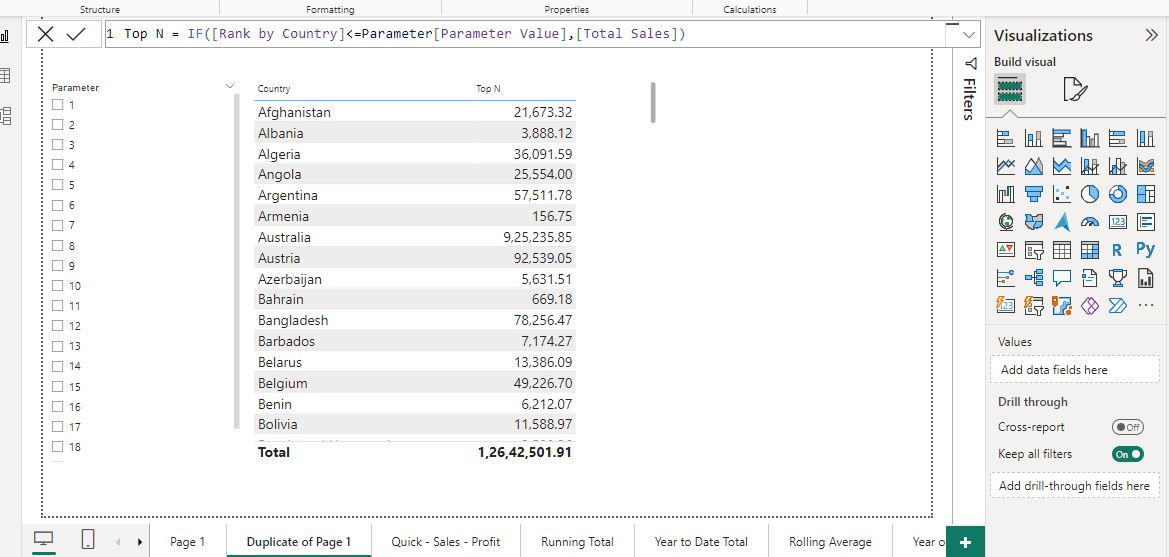 Structure Formatting Properties Calculations
1 Top N = IF([Rank by Country]<=Parameter[Parameter Value],[Total Sales])
Visualizations
Build visual
Filters
Parameter
1
2
3
4
5
6
7
8
9
10
11
12
13
14
15
16
17
18
Country Top N
Afghanistan 21,673.32
Albania 3,888.12
Algeria 36,091.59
Angola 25,554.00
Argentina 57,511.78
Armenia 156.75
Australia 9,25,235.85
Austria 92,539.05
Azerbaijan 5,631.51
Bahrain 669.18
Bangladesh 78,256.47
Barbados 7,174.27
Belarus 13,386.09
Belgium 49,226.70
Benin 6,212.07
Bolivia 11,588.97
Total 1,26,42,501.91
123
R Py
123
Values
Add data fields here
Drill through
Cross-report Off
Keep all filters On
Add drill-through fields here
Page 1 Duplicate of Page 1 Quick - Sales - Profit Running Total Year to Date Total Rolling Average Year o